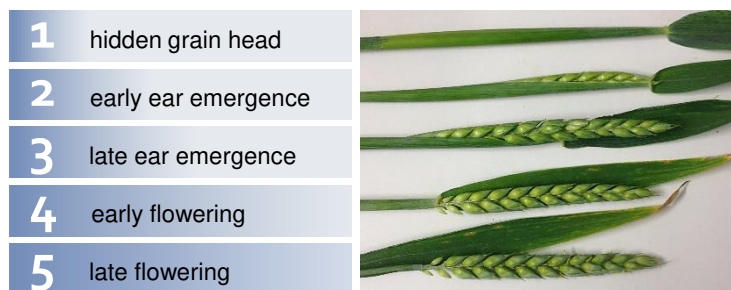 1 hidden grain head
2 early ear emergence
3 late ear emergence
4 early flowering
5 late flowering